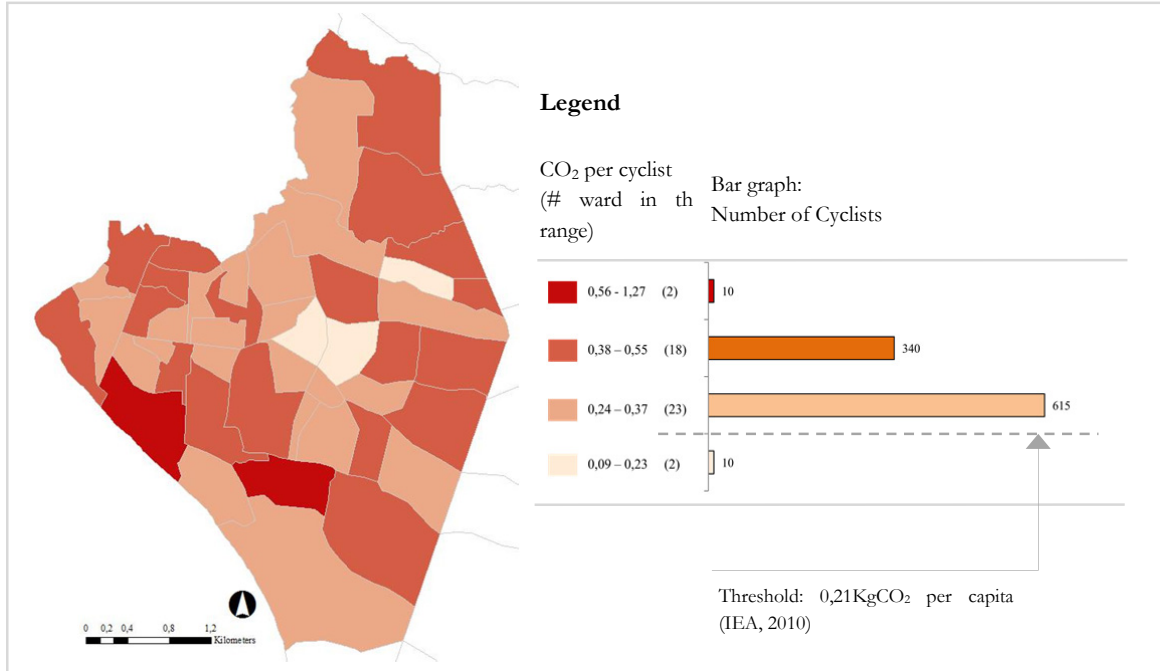 Legend
CO₂ per cyclist
(# ward in th
range)
Bar graph:
Number of Cyclists
0,56 - 1,27 (2)
10
0,38 – 0,55 (18)
340
0,24 – 0,37 (23)
615
0,09 – 0,23 (2)
10
Threshold: 0,21KgCO₂ per capita
(IEA, 2010)
0 0,2 0,4 0,8 1,2
Kilometers